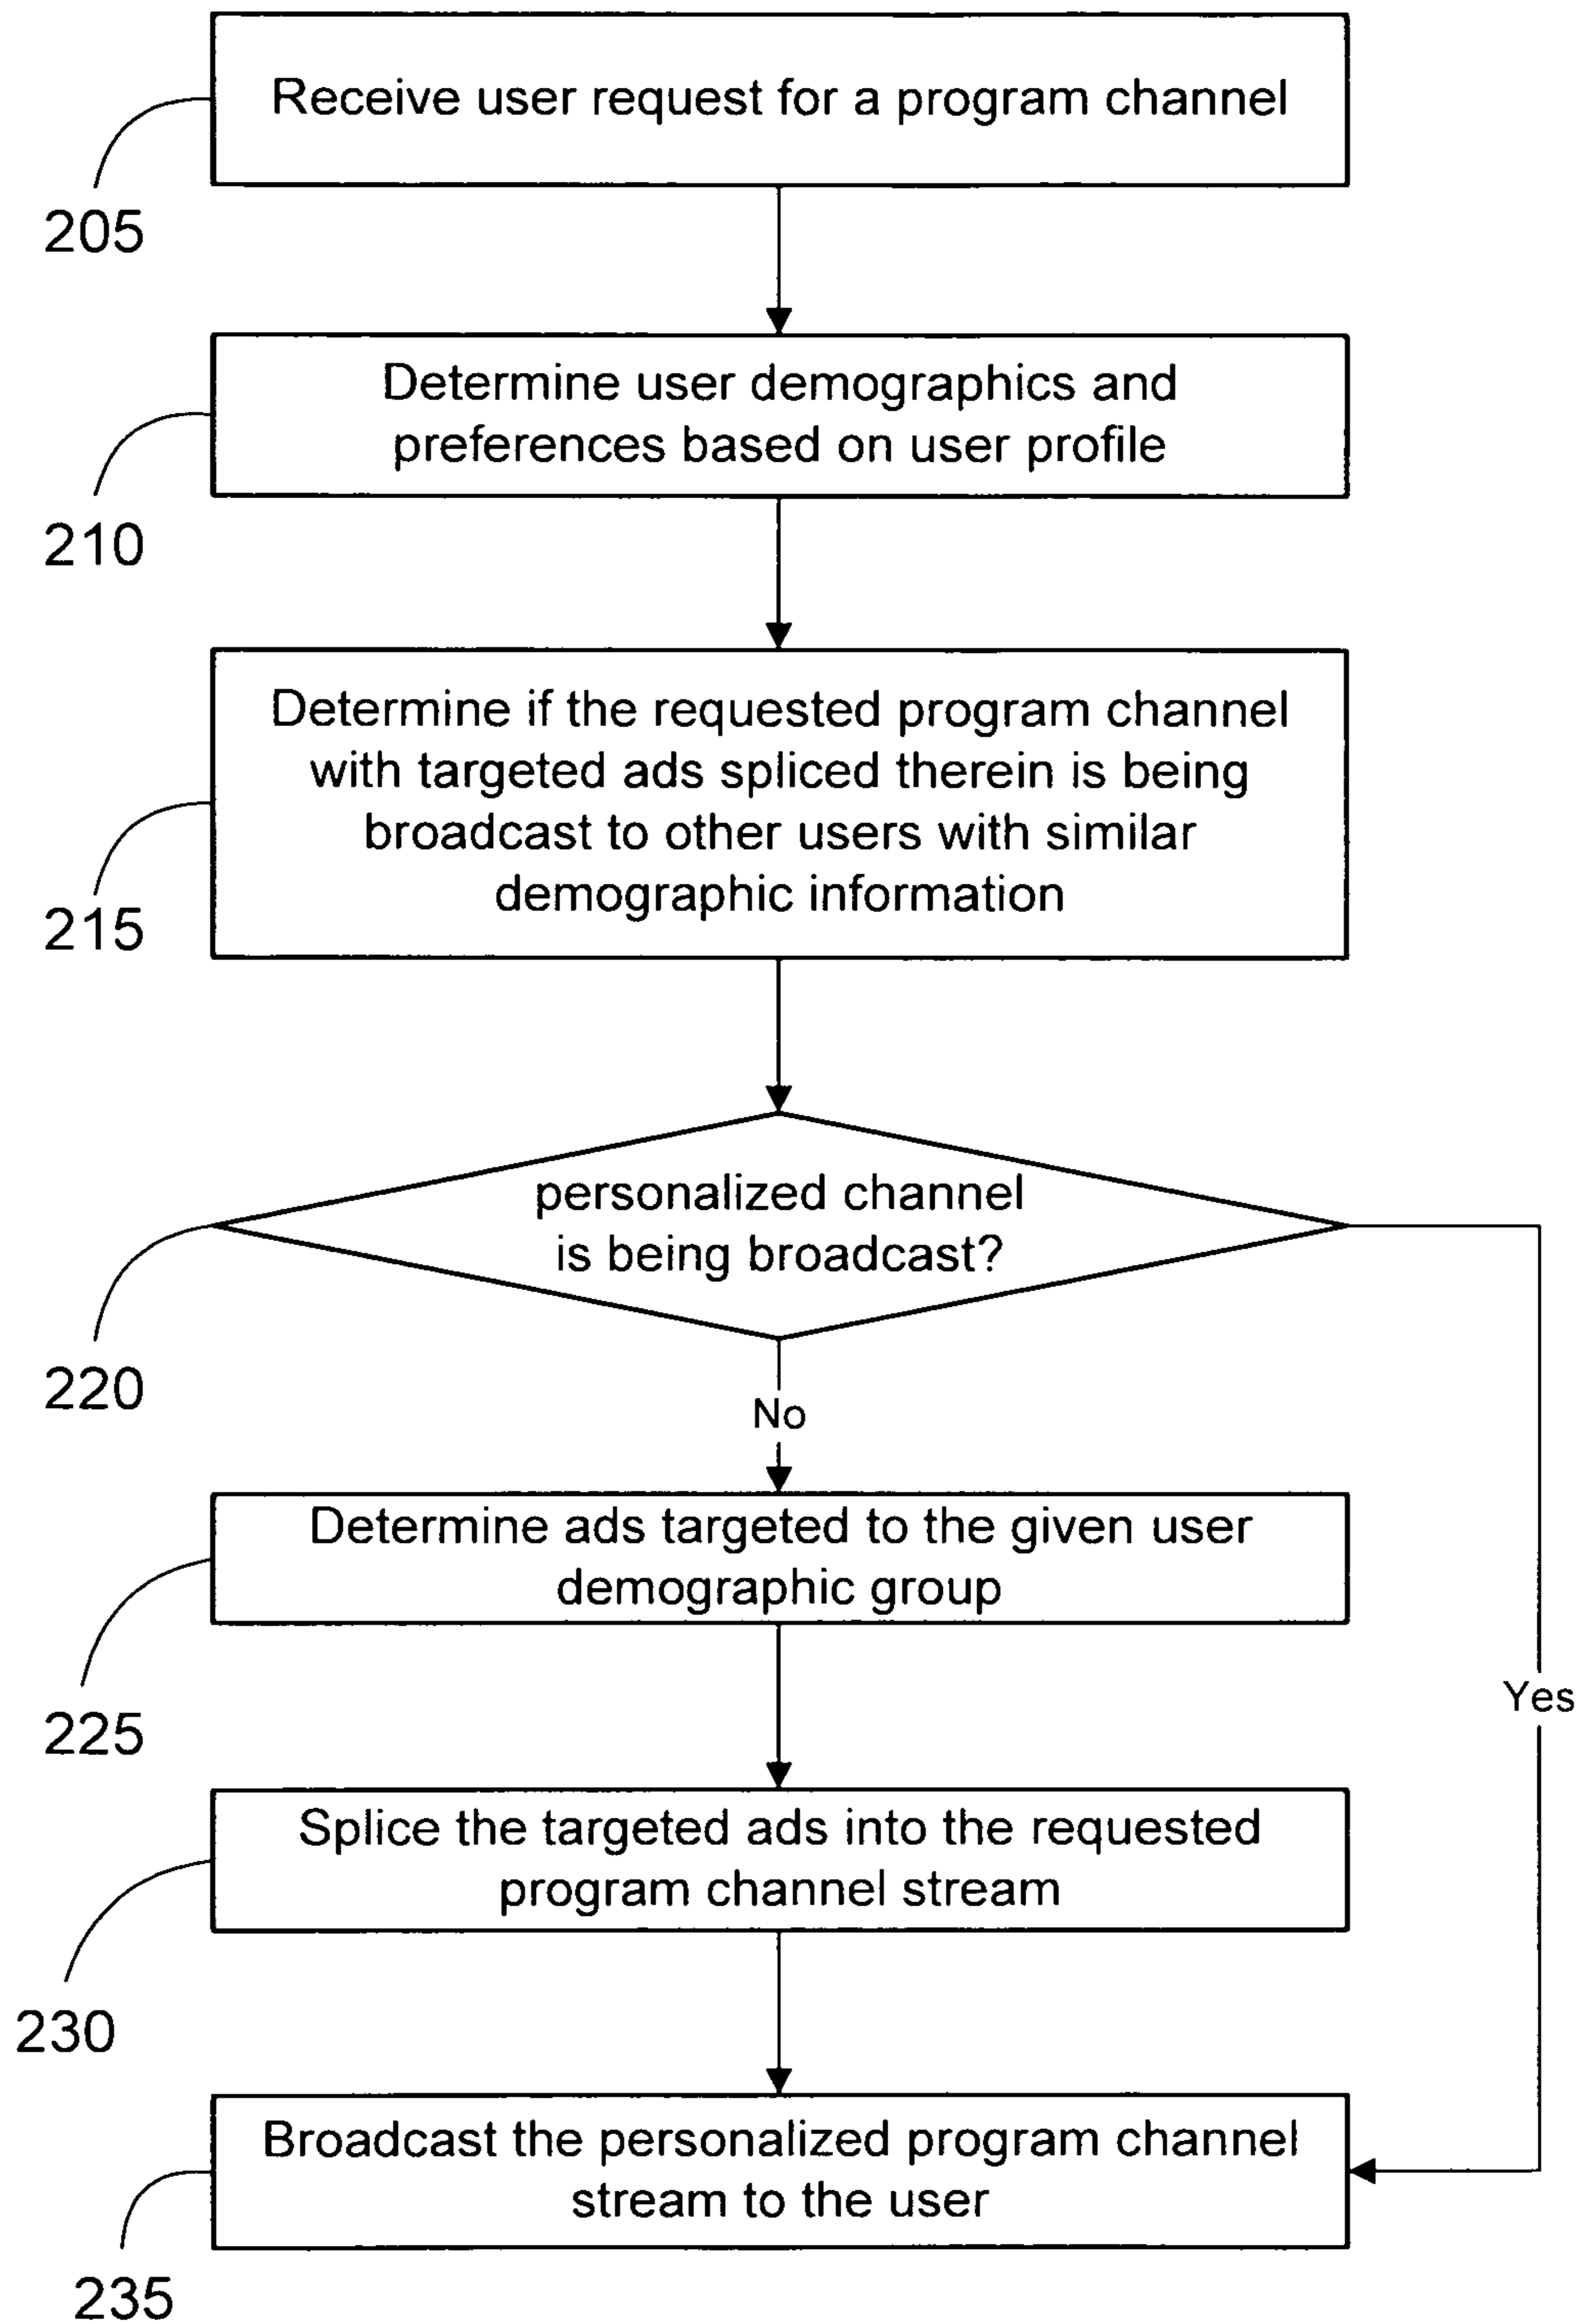 Receive user request for a program channel
205
Determine user demographics and
preferences based on user profile
210
Determine if the requested program channel
with targeted ads spliced therein is being
broadcast to other users with similar
demographic information
215
personalized channel
is being broadcast?
220
No
Determine ads targeted to the given user
demographic group
225
Yes
Splice the targeted ads into the requested
program channel stream
230
Broadcast the personalized program channel
stream to the user
235